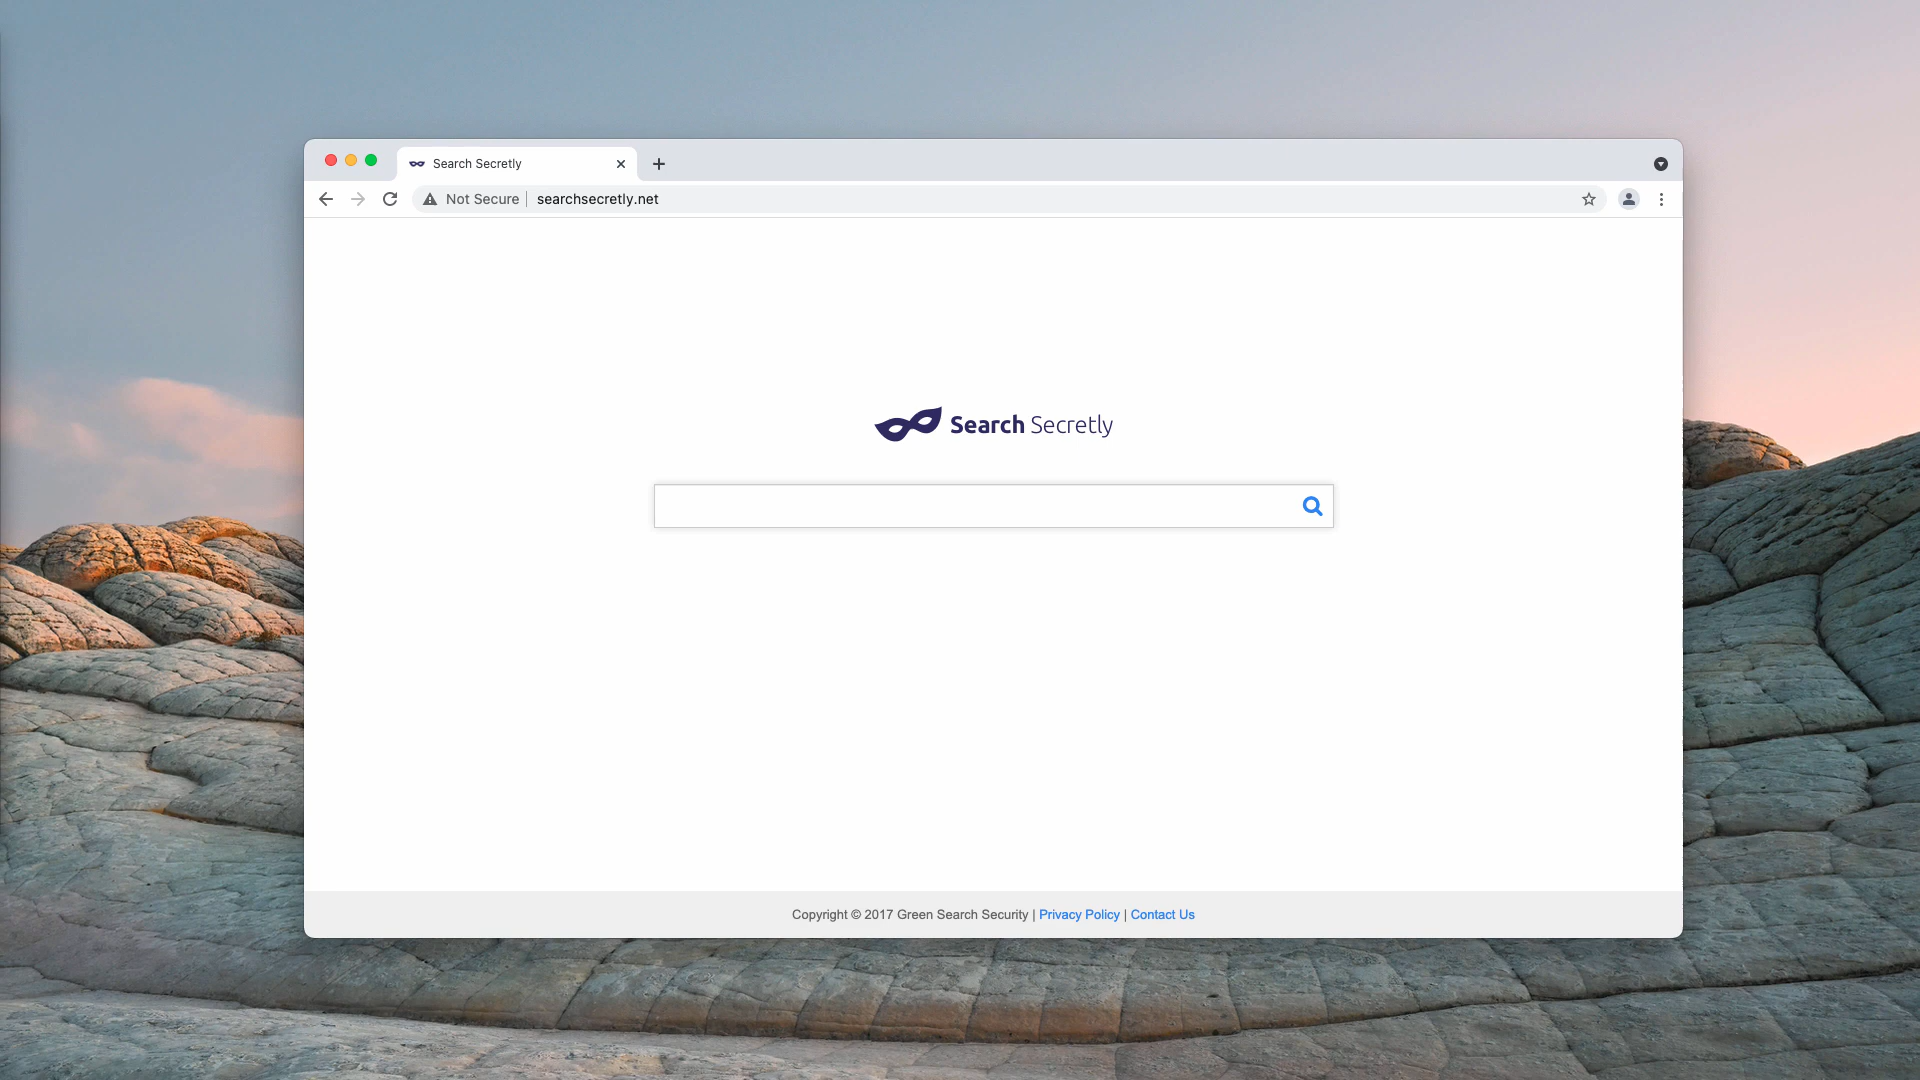 Search Secretly
Not Secure searchsecretly.net
Search Secretly
Copyright © 2017 Green Search Security | Privacy Policy | Contact Us